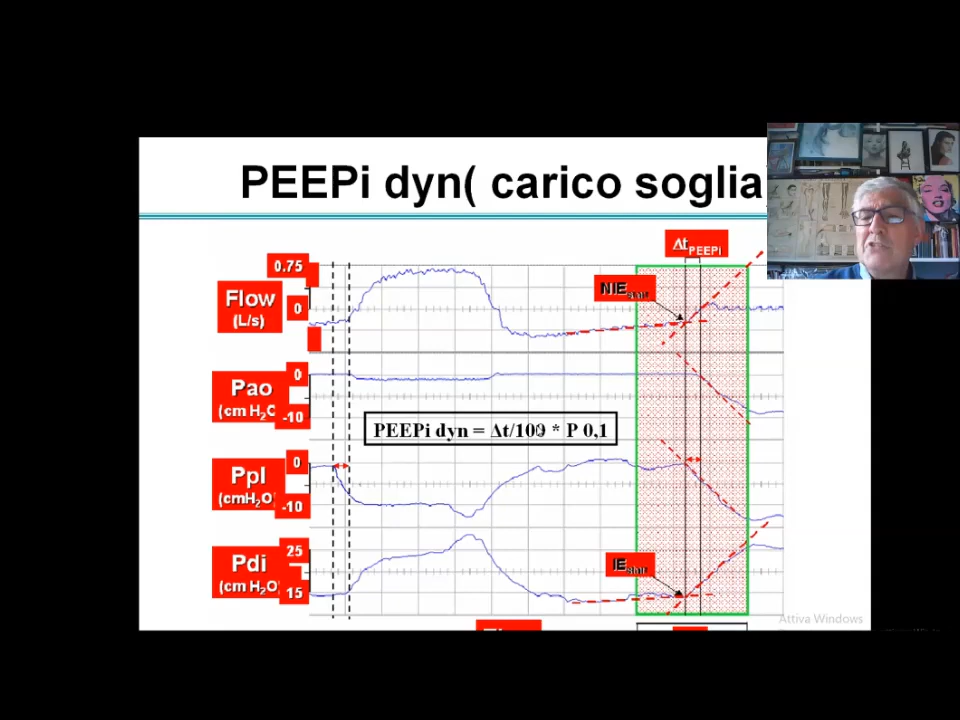 PEEPi dyn( carico soglia
ΔtPEEPi
0.75
Flow
(L/s)
0
NIEstart
Pao
(cm H2O
0
-10
PEEPi dyn = Δt/100 * P 0,1
Ppl
(cmH2O)
0
-10
Pdi
(cm H2O)
25
15
IEstart
Attiva Windows